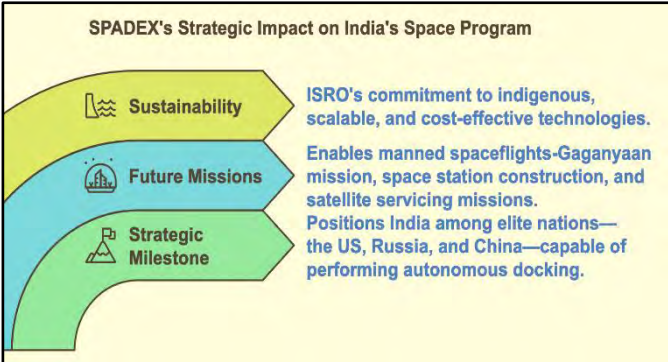 SPADEX's Strategic Impact on India's Space Program
Sustainability
ISRO's commitment to indigenous,
scalable, and cost-effective technologies.
Future Missions
Enables manned spaceflights-Gaganyaan
mission, space station construction, and
satellite servicing missions.
Strategic
Milestone
Positions India among elite nations—
the US, Russia, and China—capable of
performing autonomous docking.